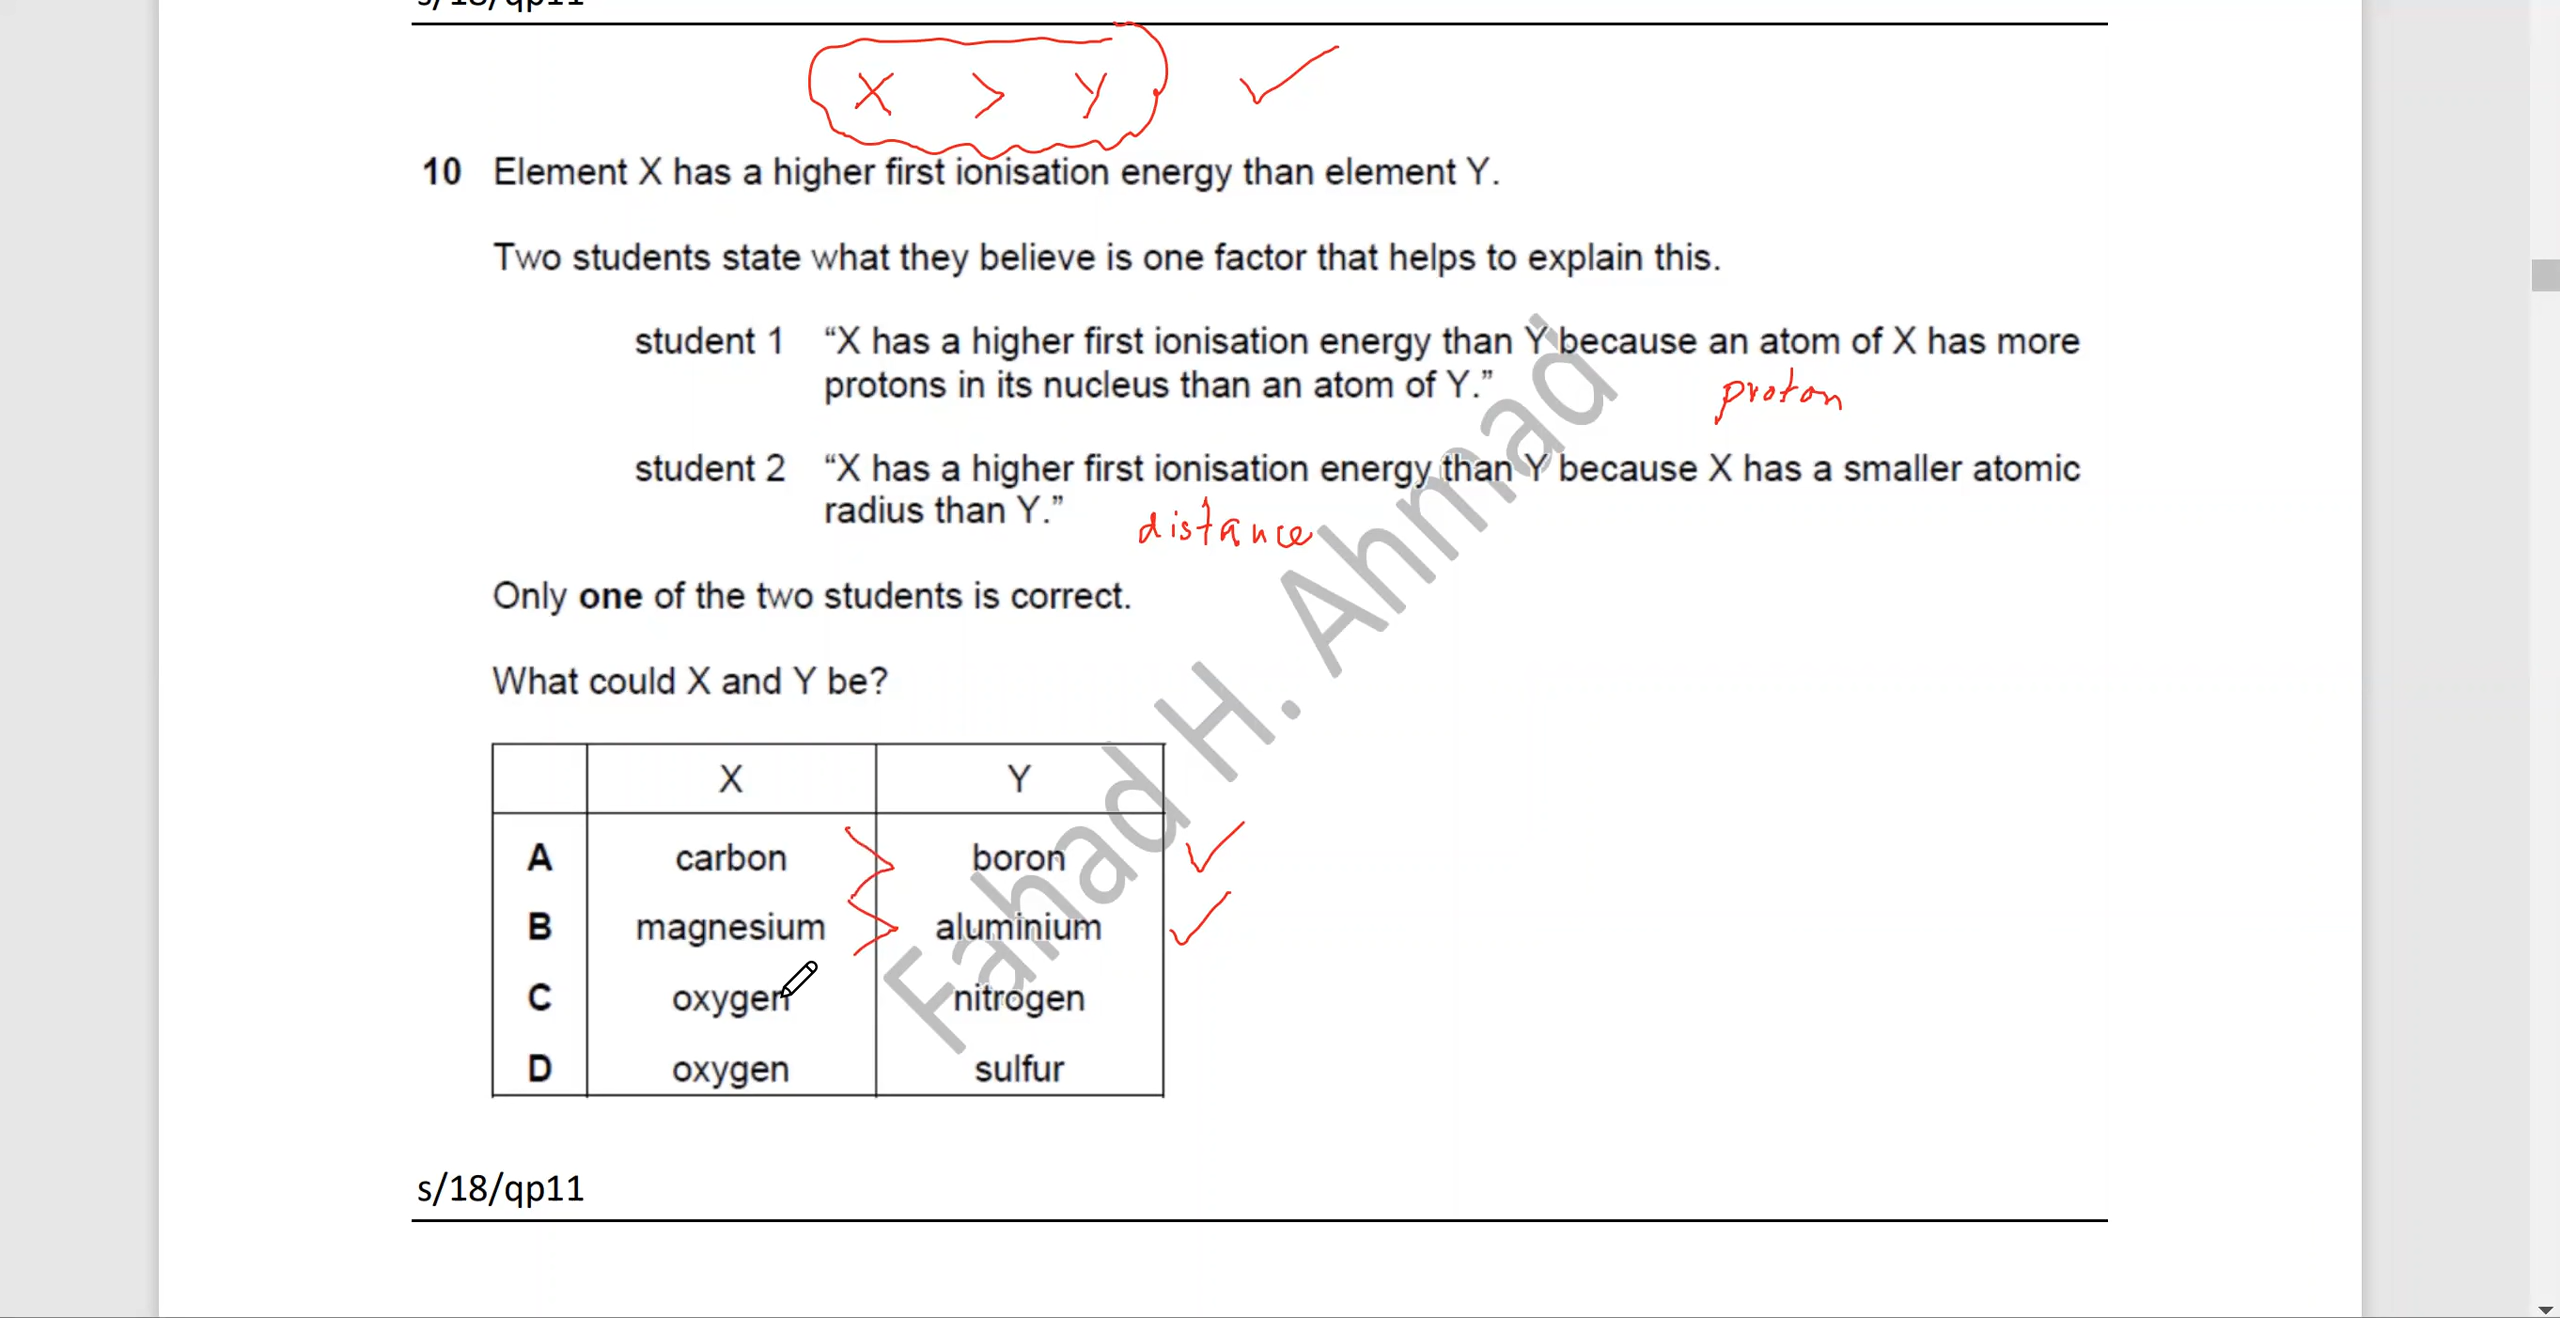 s/18/qp11
X > Y
10 Element X has a higher first ionisation energy than element Y.
Two students state what they believe is one factor that helps to explain this.
student 1 “X has a higher first ionisation energy than Y because an atom of X has more
protons in its nucleus than an atom of Y.”
proton
student 2 “X has a higher first ionisation energy than Y because X has a smaller atomic
radius than Y.”
distance
Only one of the two students is correct.
What could X and Y be?
X Y
A carbon > boron
B magnesium > aluminium
C oxygen nitrogen
D oxygen sulfur
Fahad H. Ahmad
s/18/qp11